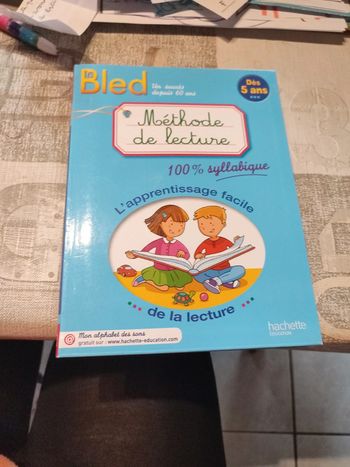 Bled
Un succès
depuis 60 ans
Dès
5 ans
Méthode
de lecture
100% syllabique
L'apprentissage facile
de la lecture
Mon alphabet des sons
gratuit sur : www.hachette-education.com
hachette
ÉDUCATION